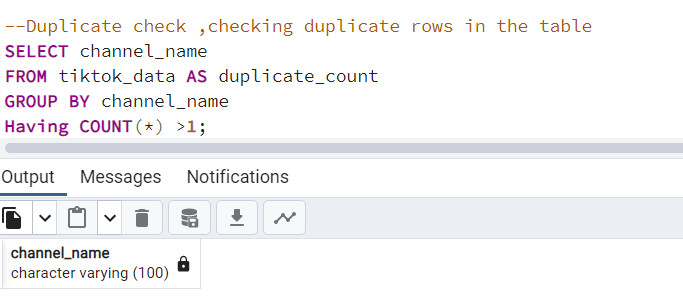 --Duplicate check ,checking duplicate rows in the table
SELECT channel_name
FROM tiktok_data AS duplicate_count
GROUP BY channel_name
Having COUNT(*) >1;
Output Messages Notifications
channel_name
character varying (100)